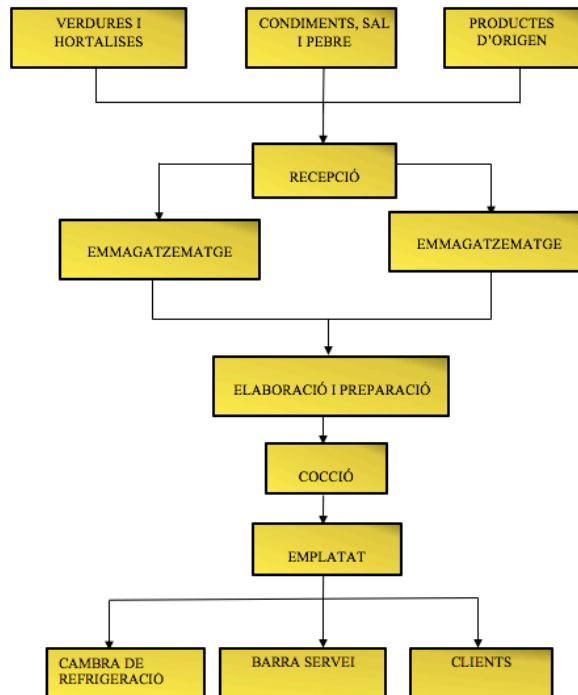 VERDURES I
HORTALISES
CONDIMENTS, SAL
I PEBRE
PRODUCTES
D'ORIGEN
RECEPCIÓ
EMMAGATZEMATGE
EMMAGATZEMATGE
ELABORACIÓ I PREPARACIÓ
COCCIÓ
EMPLATAT
CAMBRA DE
REFRIGERACIÓ
BARRA SERVEI
CLIENTS